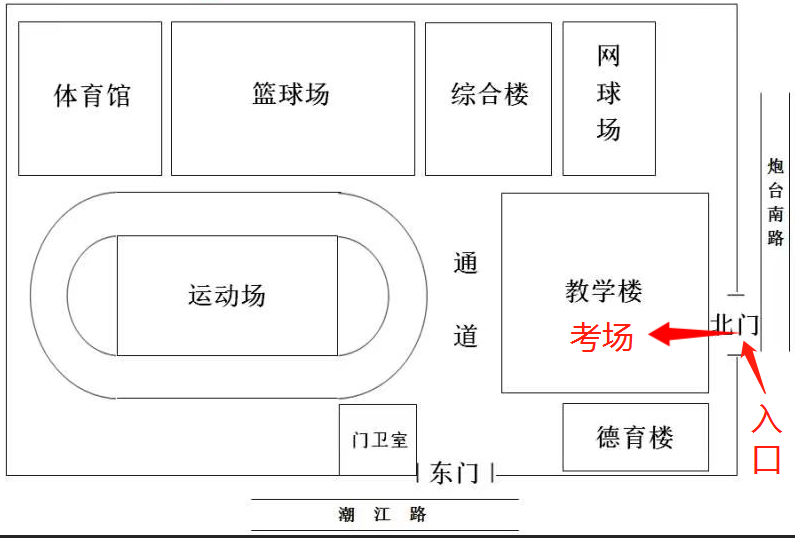 体育馆
篮球场
综合楼
网球场
炮台南路
运动场
通道
教学楼
考场
北门
入口
门卫室
德育楼
东门
潮江路